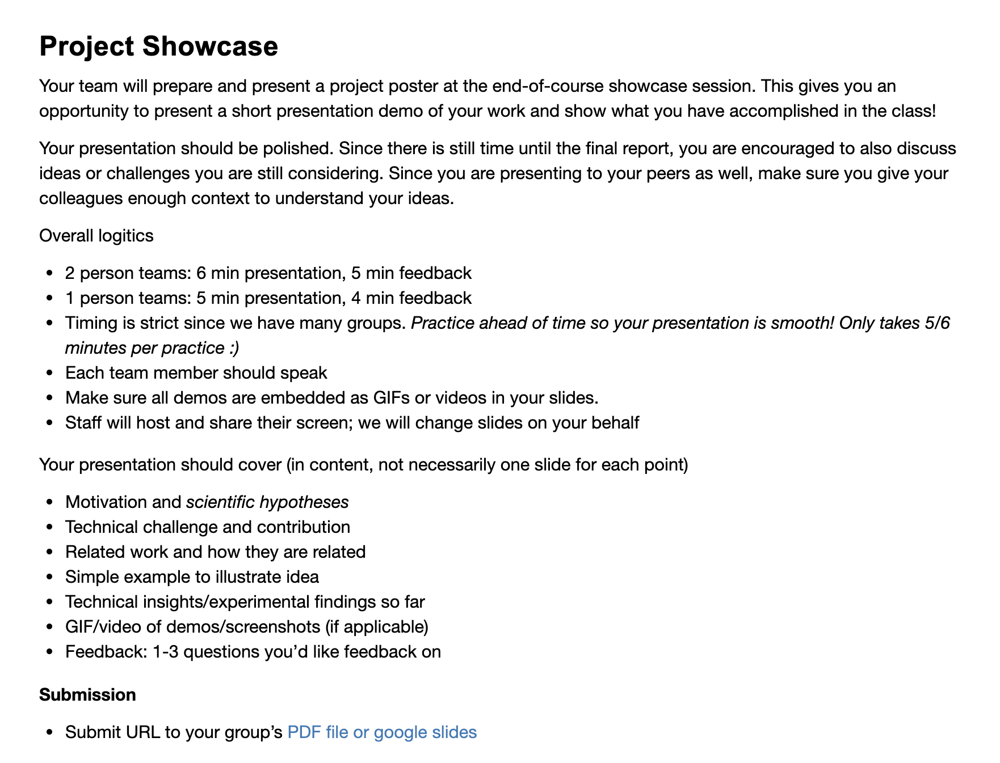 Project Showcase
Your team will prepare and present a project poster at the end-of-course showcase session. This gives you an
opportunity to present a short presentation demo of your work and show what you have accomplished in the class!
Your presentation should be polished. Since there is still time until the final report, you are encouraged to also discuss
ideas or challenges you are still considering. Since you are presenting to your peers as well, make sure you give your
colleagues enough context to understand your ideas.
Overall logitics
• 2 person teams: 6 min presentation, 5 min feedback
• 1 person teams: 5 min presentation, 4 min feedback
• Timing is strict since we have many groups. Practice ahead of time so your presentation is smooth! Only takes 5/6
minutes per practice :)
• Each team member should speak
• Make sure all demos are embedded as GIFs or videos in your slides.
• Staff will host and share their screen; we will change slides on your behalf
Your presentation should cover (in content, not necessarily one slide for each point)
• Motivation and scientific hypotheses
• Technical challenge and contribution
• Related work and how they are related
• Simple example to illustrate idea
• Technical insights/experimental findings so far
• GIF/video of demos/screenshots (if applicable)
• Feedback: 1-3 questions you’d like feedback on
Submission
• Submit URL to your group’s PDF file or google slides